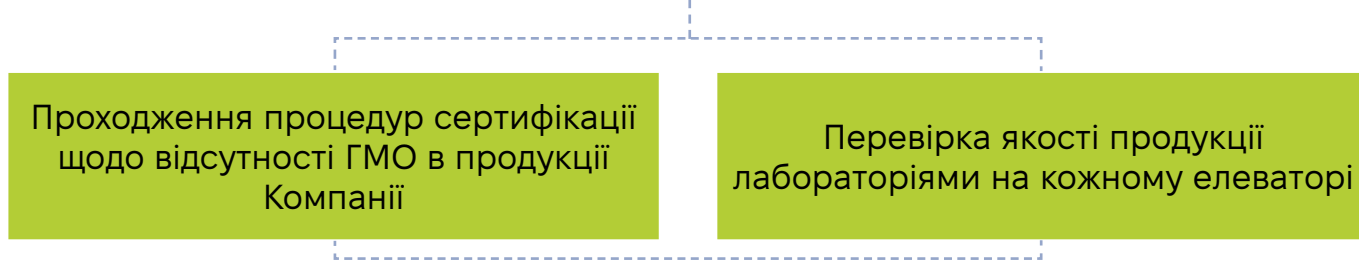 Проходження процедур сертифікації
щодо відсутності ГМО в продукції
Компанії
Перевірка якості продукції
лабораторіями на кожному елеваторі